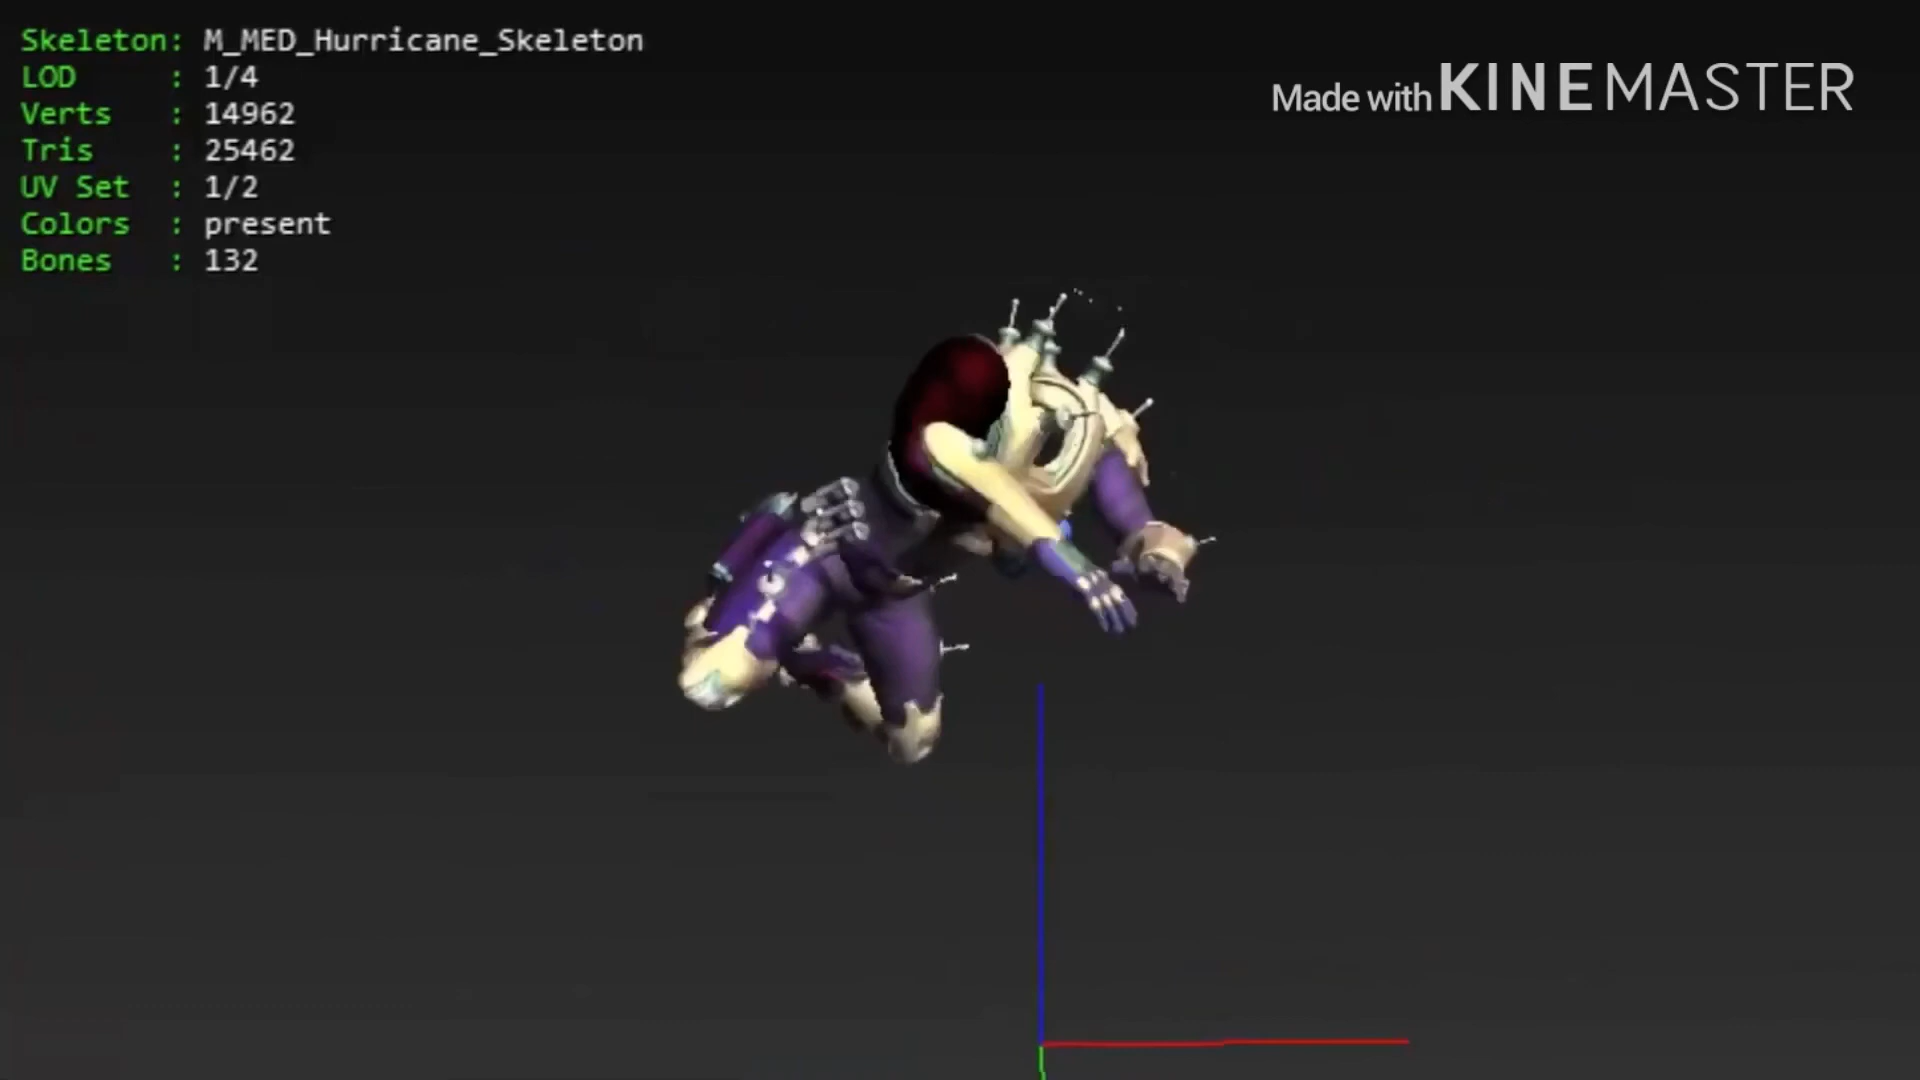 Skeleton: M_MED_Hurricane_Skeleton
LOD : 1/4
Verts : 14962
Tris : 25462
UV Set : 1/2
Colors : present
Bones : 132
Made with KINEMASTER